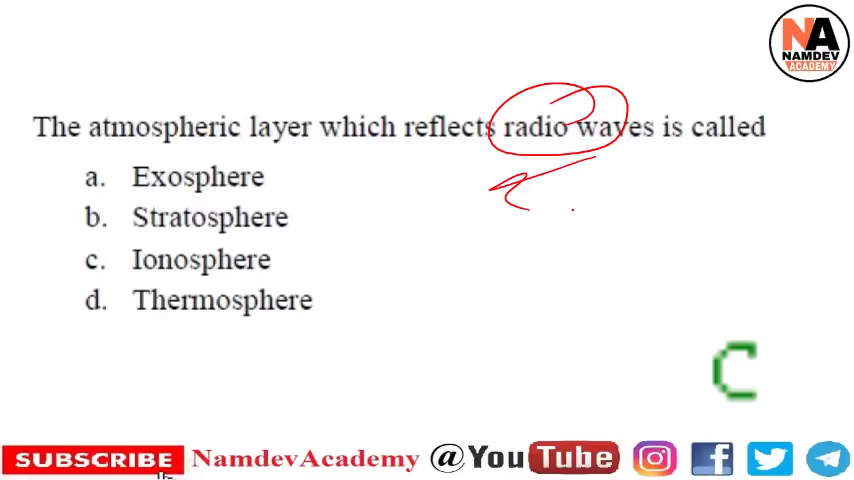 NA
NAMDEV
ACADEMY
The atmospheric layer which reflects radio waves is called
a. Exosphere
b. Stratosphere
c. Ionosphere
d. Thermosphere
C
SUBSCRIBE NamdevAcademy @YouTube